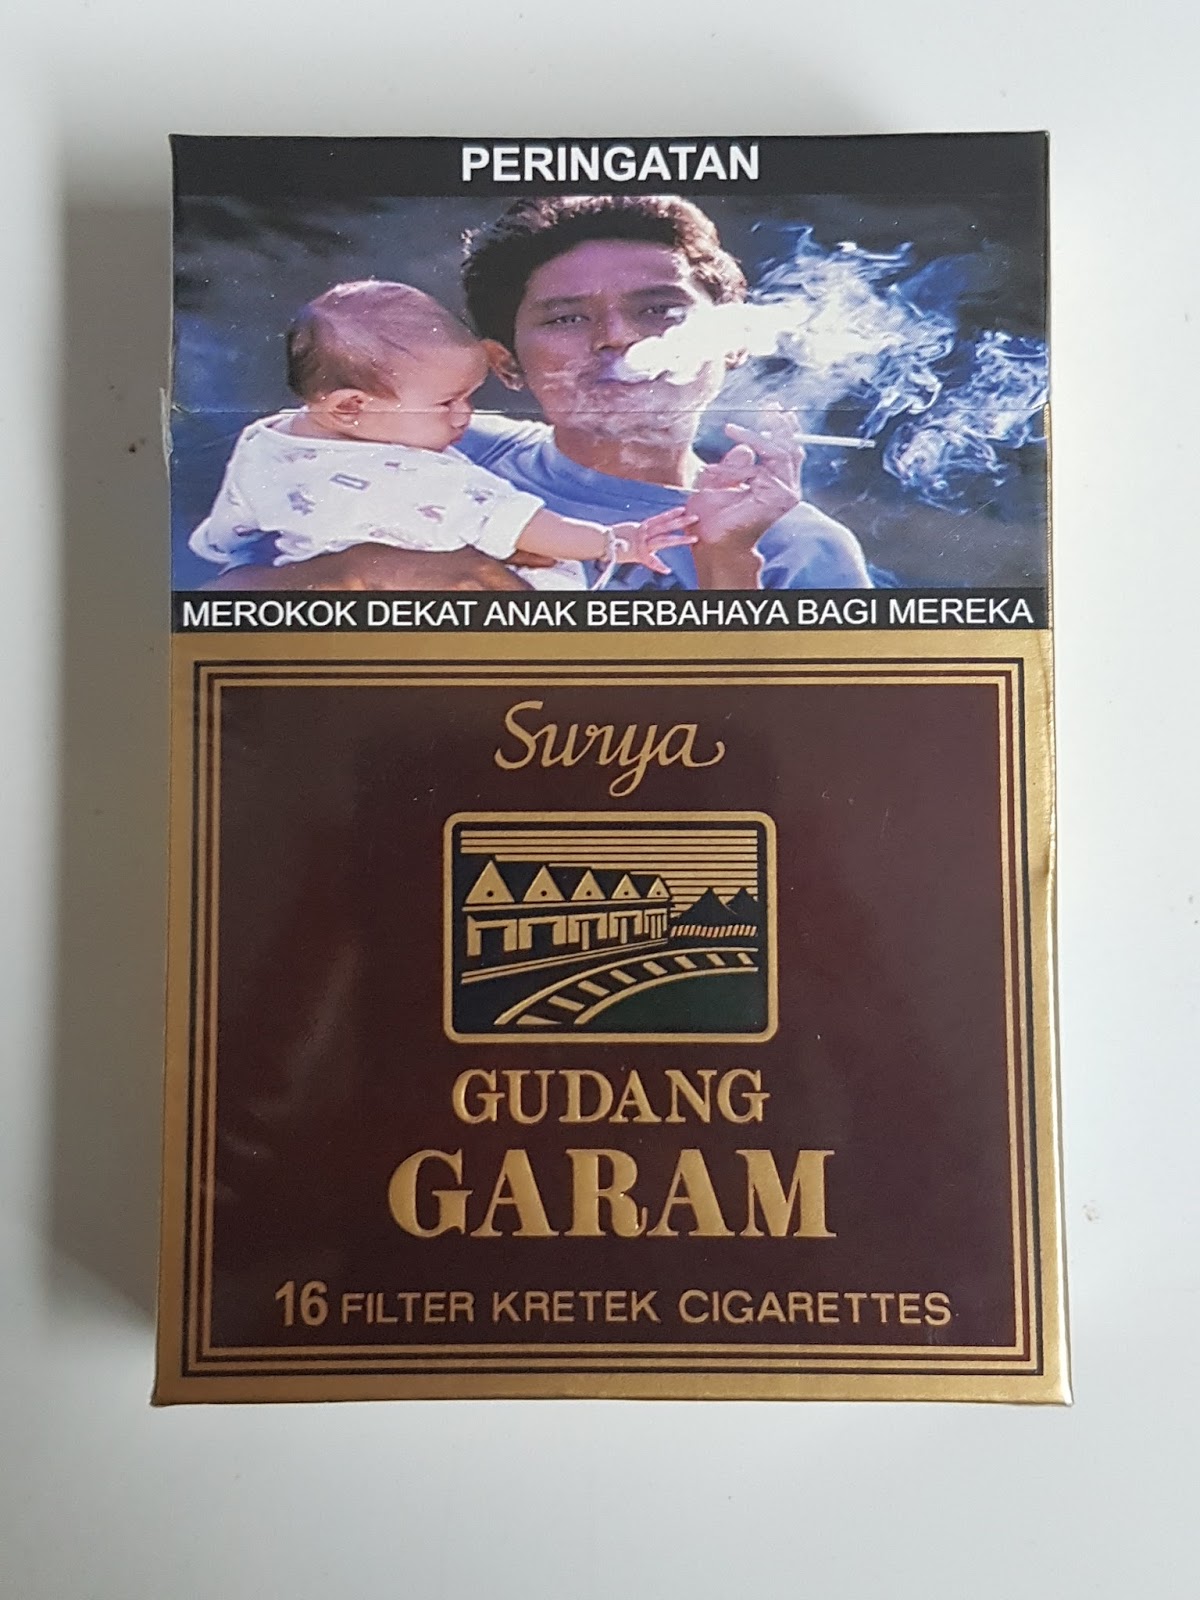 PERINGATAN
MEROKOK DEKAT ANAK BERBAHAYA BAGI MEREKA
Surya
GUDANG
GARAM
16 FILTER KRETEK CIGARETTES